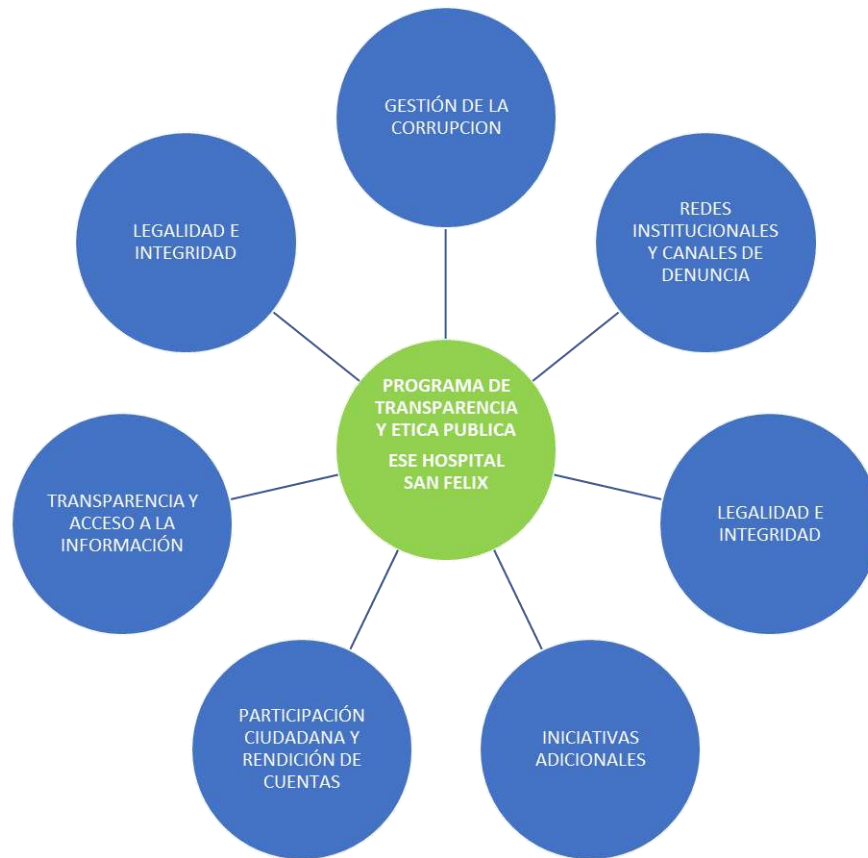 GESTIÓN DE LA
CORRUPCION
REDES
INSTITUCIONALES
Y CANALES DE
DENUNCIA
LEGALIDAD E
INTEGRIDAD
INICIATIVAS
ADICIONALES
PARTICIPACIÓN
CIUDADANA Y
RENDICIÓN DE
CUENTAS
TRANSPARENCIA Y
ACCESO A LA
INFORMACIÓN
LEGALIDAD E
INTEGRIDAD
PROGRAMA DE
TRANSPARENCIA
Y ETICA PUBLICA
ESE HOSPITAL
SAN FELIX